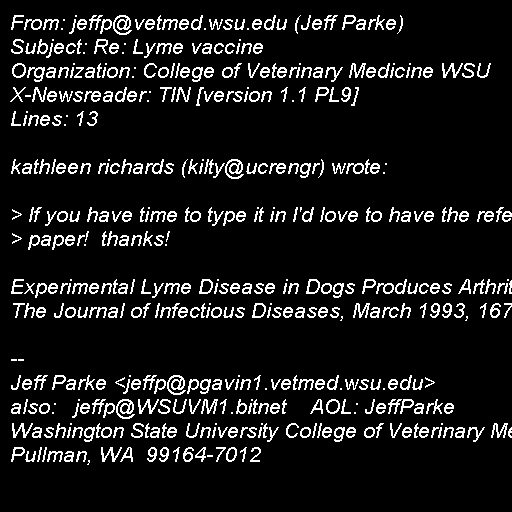 From: jeffp@vetmed.wsu.edu (Jeff Parke)
Subject: Re: Lyme vaccine
Organization: College of Veterinary Medicine WSU
X-Newsreader: TIN [version 1.1 PL9]
Lines: 13

kathleen richards (kilty@ucrengr) wrote:

> If you have time to type it in I'd love to have the refe
> paper!  thanks!

Experimental Lyme Disease in Dogs Produces Arthrit
The Journal of Infectious Diseases, March 1993, 167

--
Jeff Parke <jeffp@pgavin1.vetmed.wsu.edu>
also:   jeffp@WSUVM1.bitnet    AOL: JeffParke
Washington State University College of Veterinary Me
Pullman, WA  99164-7012